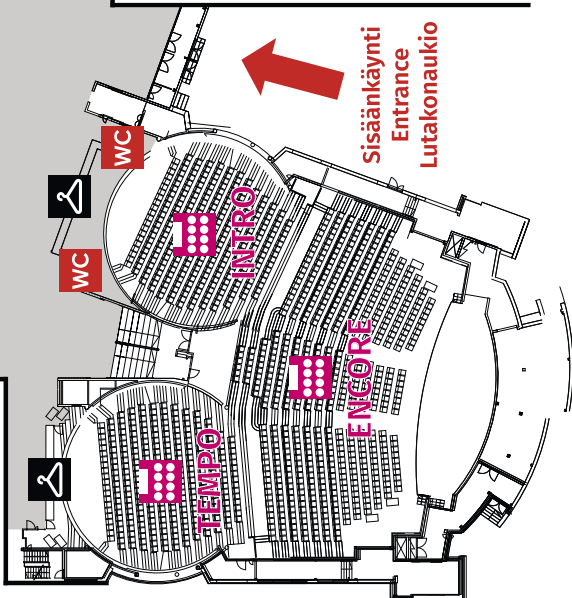 Sisäänkäynti
Entrance
Lutakonaukio
WC
WC
INTRO
ENCORE
TEMPO